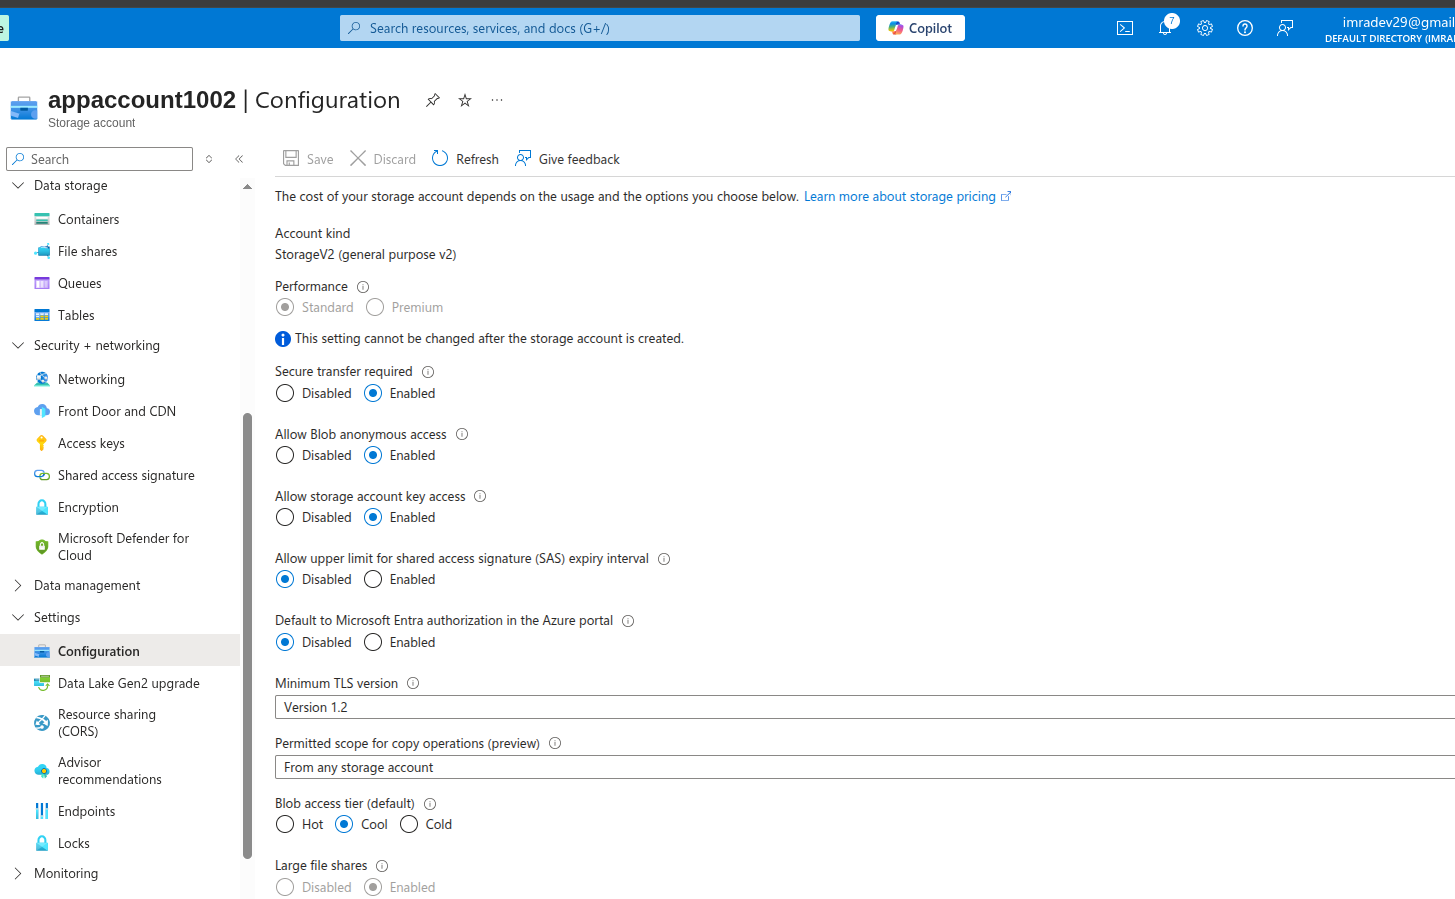 e
Search resources, services, and docs (G+/)
Copilot
7
imradev29@gmail
DEFAULT DIRECTORY (IMRA
appaccount1002 | Configuration
Storage account
Search
Save
Discard
Refresh
Give feedback
Data storage
Containers
File shares
Queues
Tables
Security + networking
Networking
Front Door and CDN
Access keys
Shared access signature
Encryption
Microsoft Defender for
Cloud
Data management
Settings
Configuration
Data Lake Gen2 upgrade
Resource sharing
(CORS)
Advisor
recommendations
Endpoints
Locks
Monitoring
The cost of your storage account depends on the usage and the options you choose below. Learn more about storage pricing
Account kind
StorageV2 (general purpose v2)
Performance
Standard Premium
This setting cannot be changed after the storage account is created.
Secure transfer required
Disabled Enabled
Allow Blob anonymous access
Disabled Enabled
Allow storage account key access
Disabled Enabled
Allow upper limit for shared access signature (SAS) expiry interval
Disabled Enabled
Default to Microsoft Entra authorization in the Azure portal
Disabled Enabled
Minimum TLS version
Version 1.2
Permitted scope for copy operations (preview)
From any storage account
Blob access tier (default)
Hot Cool Cold
Large file shares
Disabled Enabled